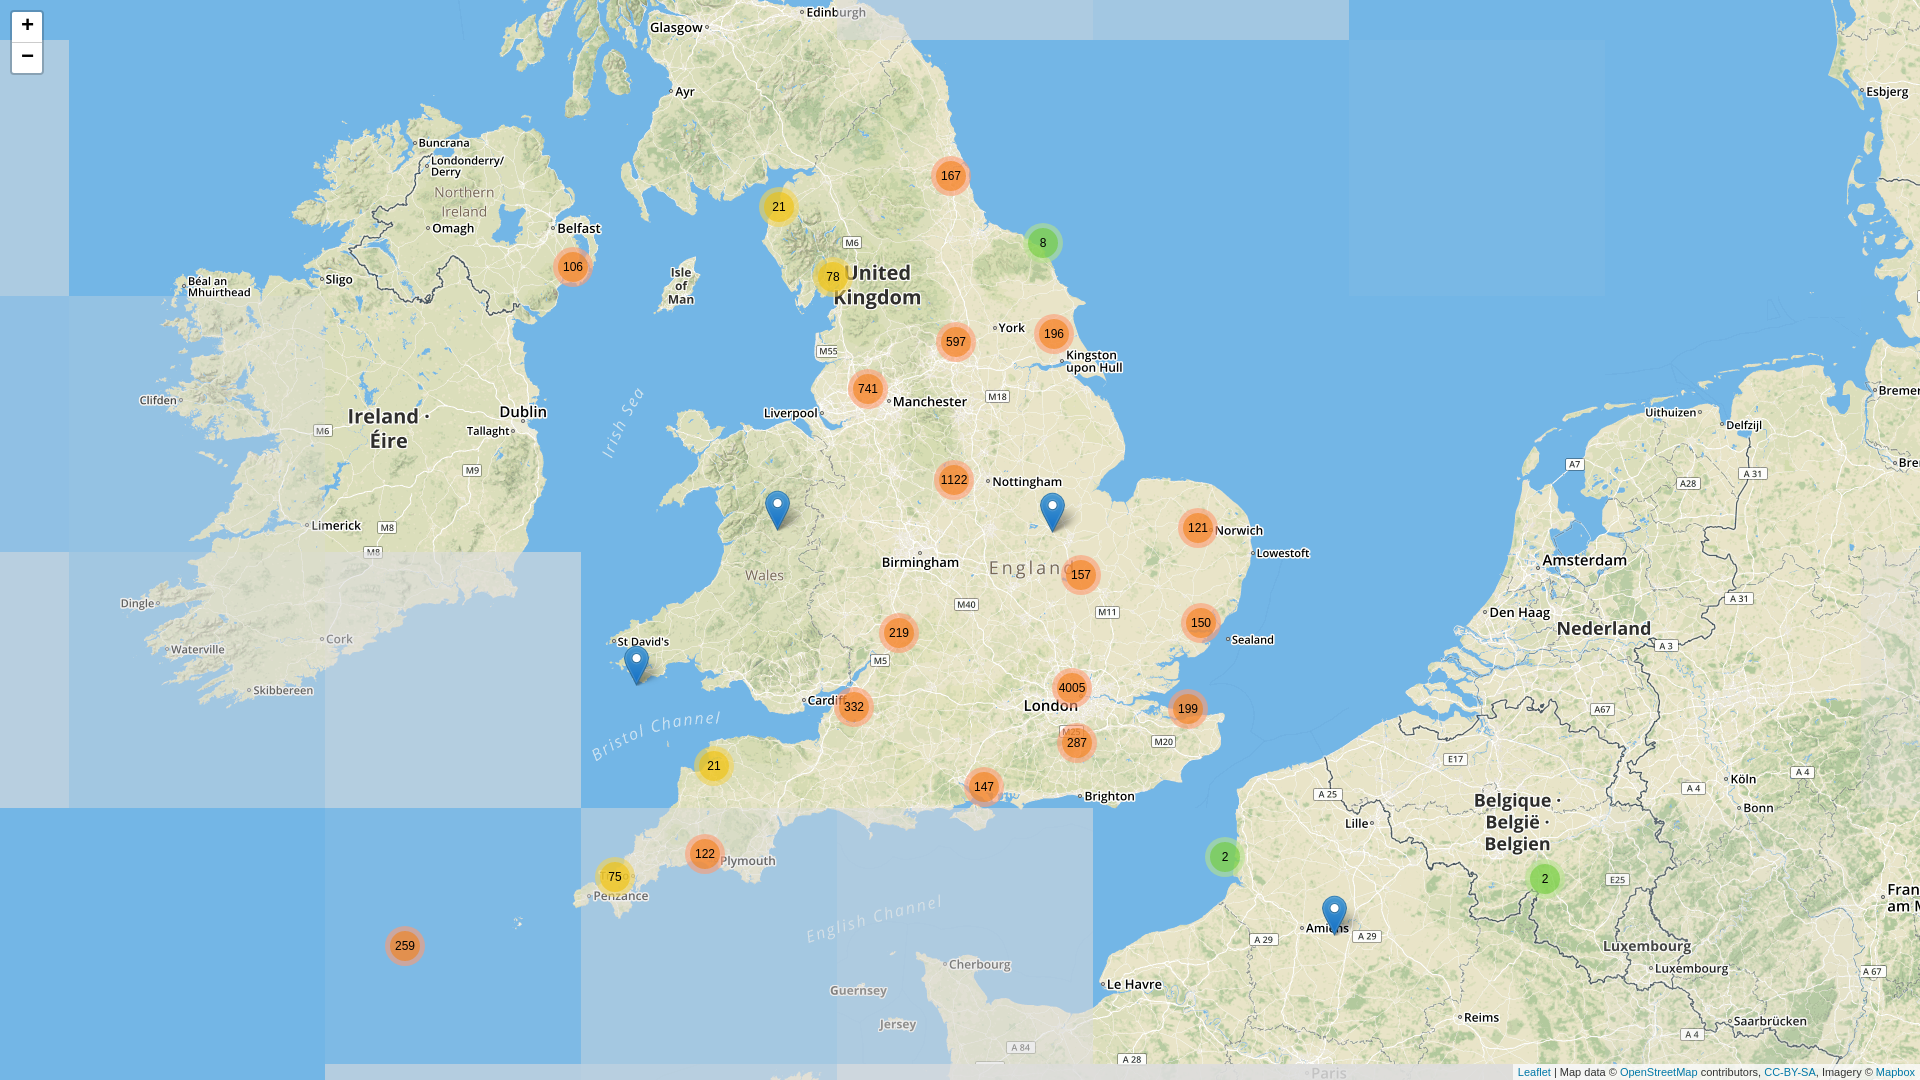 +
−
Edinburgh
Glasgow
Ayr
Esbjerg
Buncrana
Londonderry/
Derry
Northern
Ireland
167
21
Omagh
Belfast
M6
8
106
Isle
of
Man
78
United
Kingdom
Sligo
Béal an
Mhuirthead
York
196
597
M55
Kingston
upon Hull
741
Manchester
M18
Clifden
Ireland ·
Éire
Dublin
Liverpool
Tallaght
M6
Irish Sea
M9
Uithuizen
Delfzijl
A7
A 31
A28
1122
Nottingham
Limerick
M8
M8
121
Norwich
Lowestoft
Birmingham
England
157
Wales
Amsterdam
Dingle
M40
M11
A 31
Den Haag
Nederland
219
150
Sealand
Cork
St David's
Waterville
A 3
M5
Skibbereen
4005
Cardiff
332
London
199
A67
Bristol Channel
M25
287
M20
E17
21
147
Brighton
A 25
Köln
A 4
A 4
Bonn
Belgique ·
België ·
Belgien
Lille
122
Plymouth
2
75
Penzance
2
E25
English Channel
Amiens
A 29
A 29
259
Luxembourg
Luxembourg
Cherbourg
A 67
Le Havre
Guernsey
Jersey
Reims
Saarbrücken
A 4
A 84
A 28
Paris
Leaflet | Map data © OpenStreetMap contributors, CC-BY-SA, Imagery © Mapbox